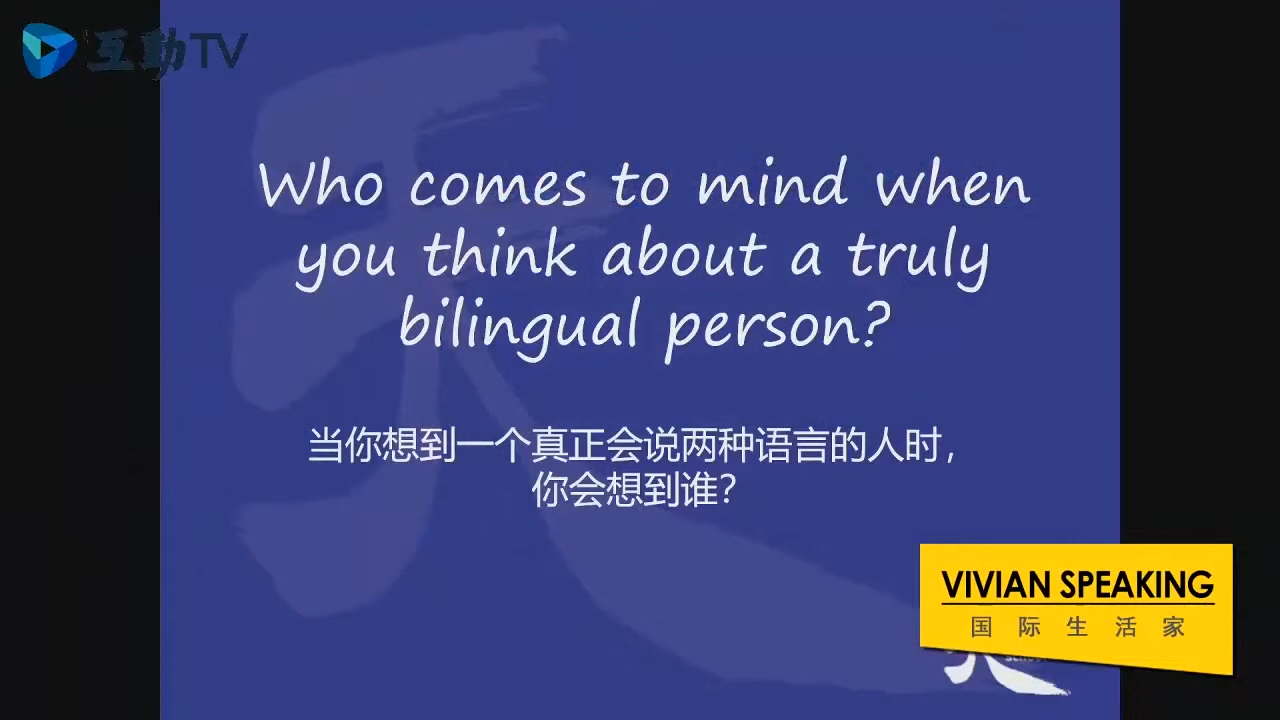 互動TV
Who comes to mind when
you think about a truly
bilingual person?
当你想到一个真正会说两种语言的人时，
你会想到谁？
VIVIAN SPEAKING
国际生活家